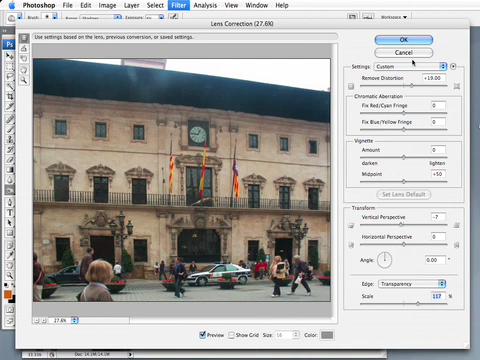 Photoshop File Edit Image Layer Select Filter Analysis View Window Help
Workspace
Lens Correction (27.6%)
Use settings based on the lens, previous conversion, or saved settings.
OK
Cancel
Settings: Custom
Remove Distortion +19.00
Chromatic Aberration
Fix Red/Cyan Fringe 0
Fix Blue/Yellow Fringe 0
Vignette
Amount 0
darken lighten
Midpoint +50
Set Lens Default
Transform
Vertical Perspective -7
Horizontal Perspective 0
Angle: 0.00 °
Edge: Transparency
Scale 117 %
27.6%
Preview Show Grid Size: 16 Color:
Ps